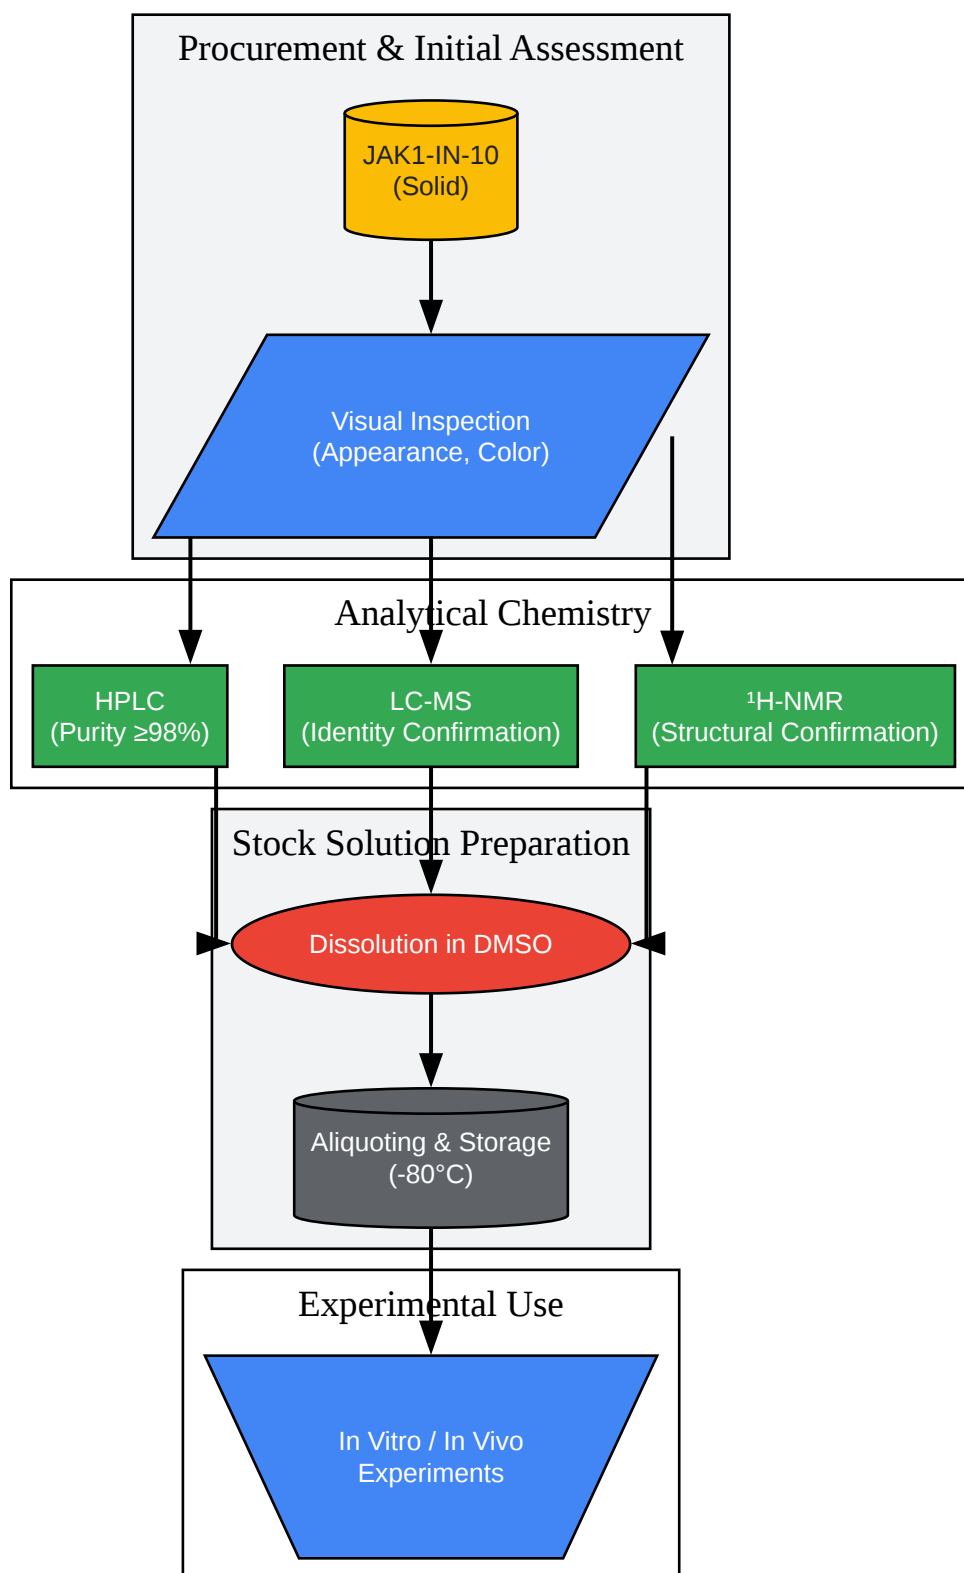 Procurement & Initial Assessment
JAK1-IN-10
(Solid)
Visual Inspection
(Appearance, Color)
Analytical Chemistry
HPLC
(Purity ≥98%)
LC-MS
(Identity Confirmation)
¹H-NMR
(Structural Confirmation)
Stock Solution Preparation
Dissolution in DMSO
Aliquoting & Storage
(-80°C)
Experimental Use
In Vitro / In Vivo
Experiments